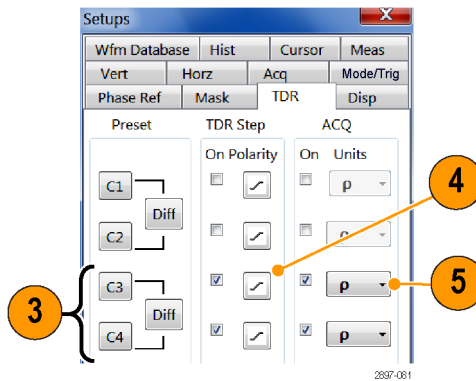 Setups
X
Wfm Database Hist Cursor Meas
Vert Horz Acq Mode/Trig
Phase Ref Mask TDR Disp
Preset TDR Step ACQ
On Polarity On Units
C1 ρ
Diff
C2 ρ
4
C3 ρ
3 5
Diff
C4 ρ
2897-081